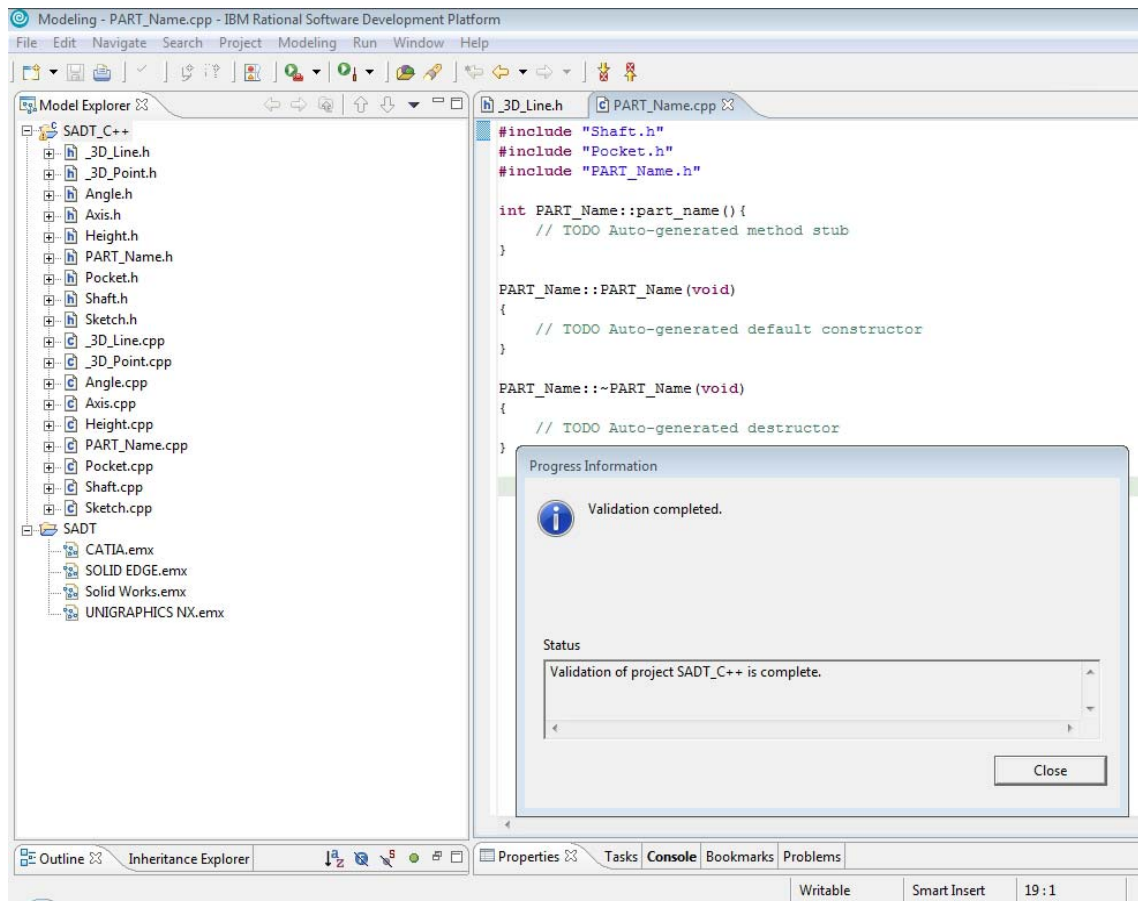 Modeling - PART_Name.cpp - IBM Rational Software Development Platform
File Edit Navigate Search Project Modeling Run Window Help
Model Explorer
SADT_C++
_3D_Line.h
_3D_Point.h
Angle.h
Axis.h
Height.h
PART_Name.h
Pocket.h
Shaft.h
Sketch.h
_3D_Line.cpp
_3D_Point.cpp
Angle.cpp
Axis.cpp
Height.cpp
PART_Name.cpp
Pocket.cpp
Shaft.cpp
Sketch.cpp
SADT
CATIA.emx
SOLID EDGE.emx
Solid Works.emx
UNIGRAPHICS NX.emx
_3D_Line.h PART_Name.cpp
#include "Shaft.h"
#include "Pocket.h"
#include "PART_Name.h"
int PART_Name::part_name(){
// TODO Auto-generated method stub
}
PART_Name::PART_Name(void)
{
// TODO Auto-generated default constructor
}
PART_Name::~PART_Name(void)
{
// TODO Auto-generated destructor
}
Progress Information
Validation completed.
Status
Validation of project SADT_C++ is complete.
Close
Outline Inheritance Explorer
Properties Tasks Console Bookmarks Problems
Writable Smart Insert 19:1